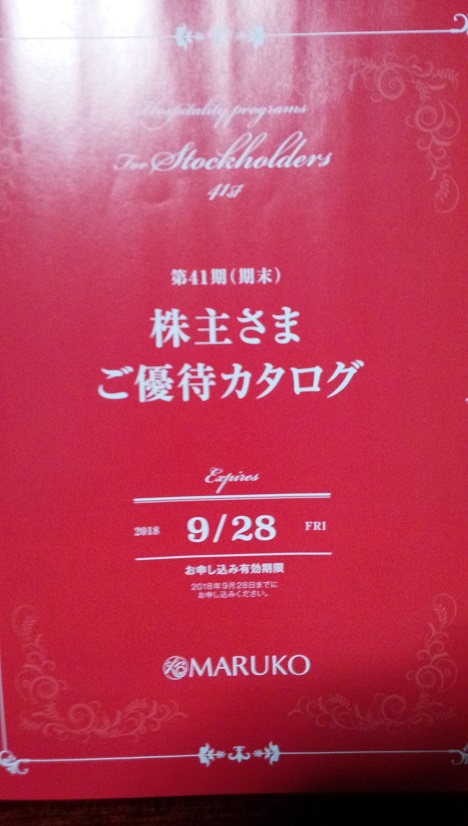 Hospitality programs
For Stockholders
41st
第41期(期末)
株主さま
ご優待カタログ
Expires
2018 9/28 FRI
お申し込み有効期限
2018年9月28日までに
お申し込みください。
MARUKO